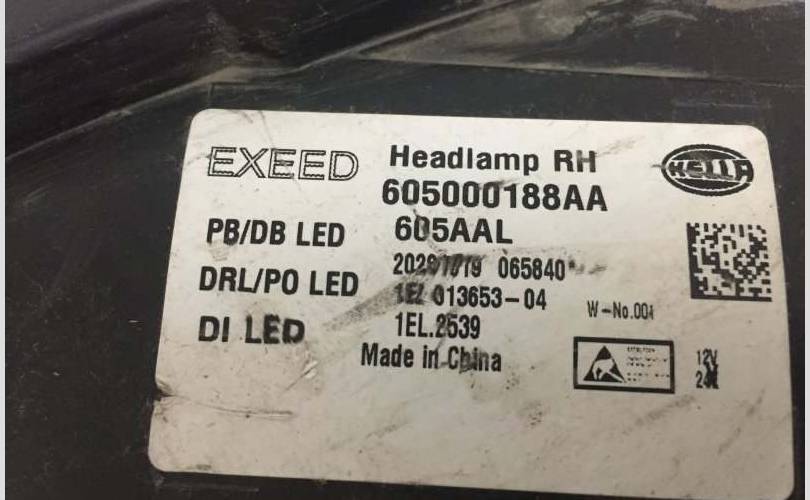 EXEED
Headlamp RH
HELLA
605000188AA
PB/DB LED
605AAL
065840
DRL/PO LED
013653-04
W-No.001
DI LED
1EL.2539
Made in China
12V